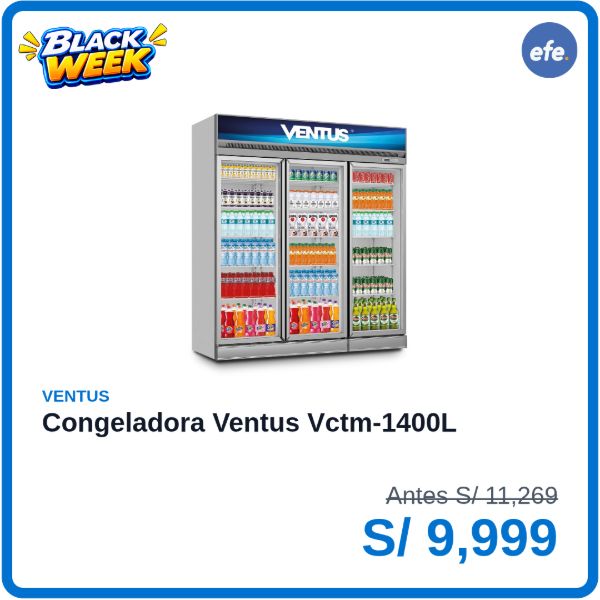 BLACK
WEEK
efe.
VENTUS
VENTUS
Congeladora Ventus Vctm-1400L
Antes S/ 11,269
S/ 9,999